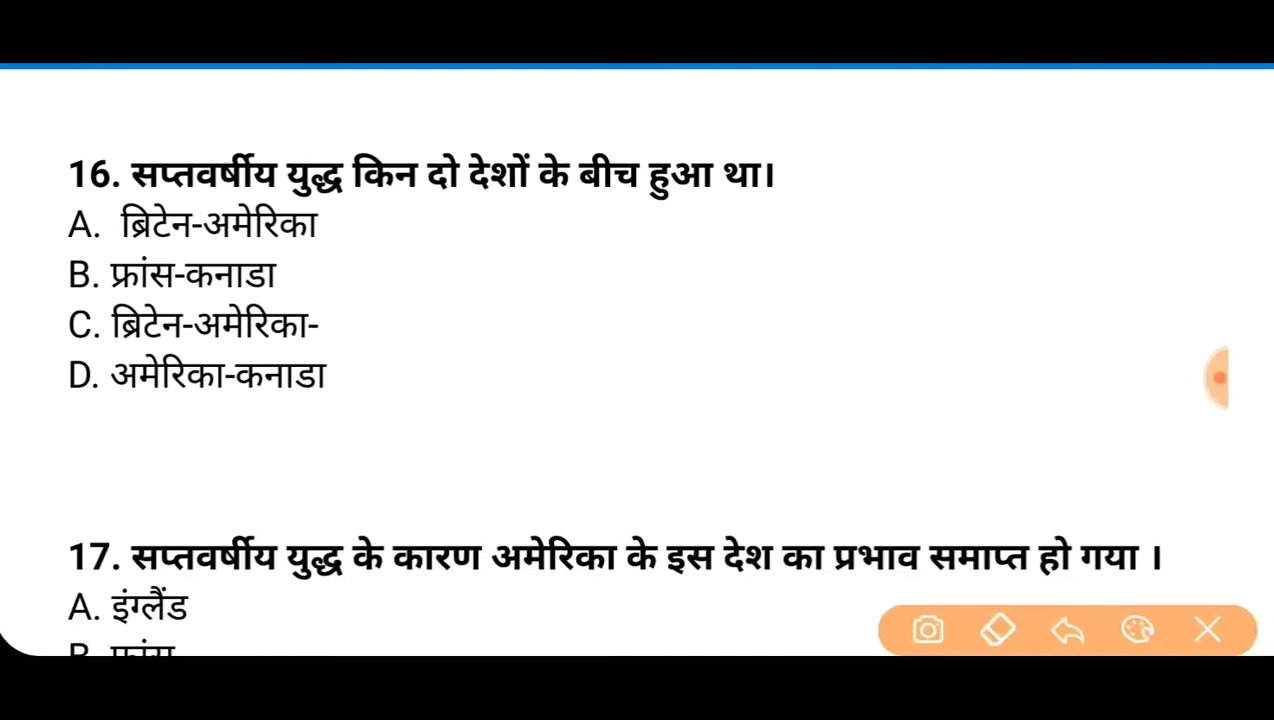 16. सप्तवर्षीय युद्ध किन दो देशों के बीच हुआ था।
A. ब्रिटेन-अमेरिका
B. फ्रांस-कनाडा
C. ब्रिटेन-अमेरिका-
D. अमेरिका-कनाडा
17. सप्तवर्षीय युद्ध के कारण अमेरिका के इस देश का प्रभाव समाप्त हो गया ।
A. इंग्लैंड
B. फ्रांस